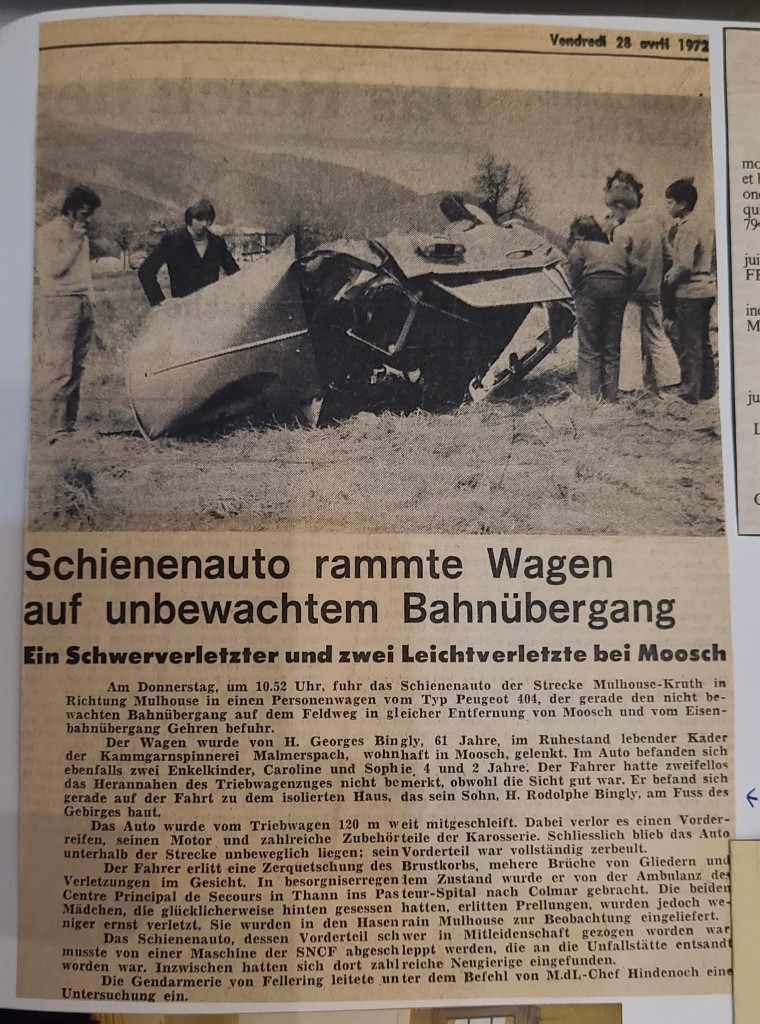 Vendredi 28 avril 1972
Schienenauto rammte Wagen
auf unbewachtem Bahnübergang
Ein Schwerverletzter und zwei Leichtverletzte bei Moosch
Am Donnerstag, um 10.52 Uhr, fuhr das Schienenauto der Strecke Mulhouse-Kruth in
Richtung Mulhouse in einen Personenwagen vom Typ Peugeot 404, der gerade den nicht be-
wachten Bahnübergang auf dem Feldweg in gleicher Entfernung von Moosch und vom Eisen-
bahnübergang Gehren befuhr.
Der Wagen wurde von H. Georges Bingly, 61 Jahre, im Ruhestand lebender Kader
der Kammgarnspinnerei Malmerspach, wohnhaft in Moosch, gelenkt. Im Auto befanden sich
ebenfalls zwei Enkelkinder, Caroline und Sophie, 4 und 2 Jahre. Der Fahrer hatte zweifellos
das Herannahen des Triebwagenzuges nicht bemerkt, obwohl die Sicht gut war. Er befand sich
gerade auf der Fahrt zu dem isolierten Haus, das sein Sohn, H. Rodolphe Bingly, am Fuss des
Gebirges baut.
Das Auto wurde vom Triebwagen 120 m weit mitgeschleift. Dabei verlor es einen Vorder-
reifen, seinen Motor und zahlreiche Zubehörteile der Karosserie. Schliesslich blieb das Auto
unterhalb der Strecke unbeweglich liegen; sein Vorderteil war vollständig zerbeult.
Der Fahrer erlitt eine Zerquetschung des Brustkorbs, mehere Brüche von Gliedern und
Verletzungen im Gesicht. In besorgniserregendem Zustand wurde er von der Ambulanz des
Centre Principal de Secours in Thann ins Pasteur-Spital nach Colmar gebracht. Die beiden
Mädchen, die glücklicherweise hinten gesessen hatten, erlitten Prellungen, wurden jedoch we-
niger ernst verletzt. Sie wurden in den Hasenrain Mulhouse zur Beobachtung eingeliefert.
Das Schienenauto, dessen Vorderteil schwer in Mitleidenschaft gezogen worden war
musste von einer Maschine der SNCF abgeschleppt werden, die an die Unfallstätte entsandt
worden war. Inzwischen hatten sich dort zahlreiche Neugierige eingefunden.
Die Gendarmerie von Fellering leitete unter dem Befehl von M.dL-Chef Hindenoch eine
Untersuchung ein.
mo
et
qu
79
jui
M
ju